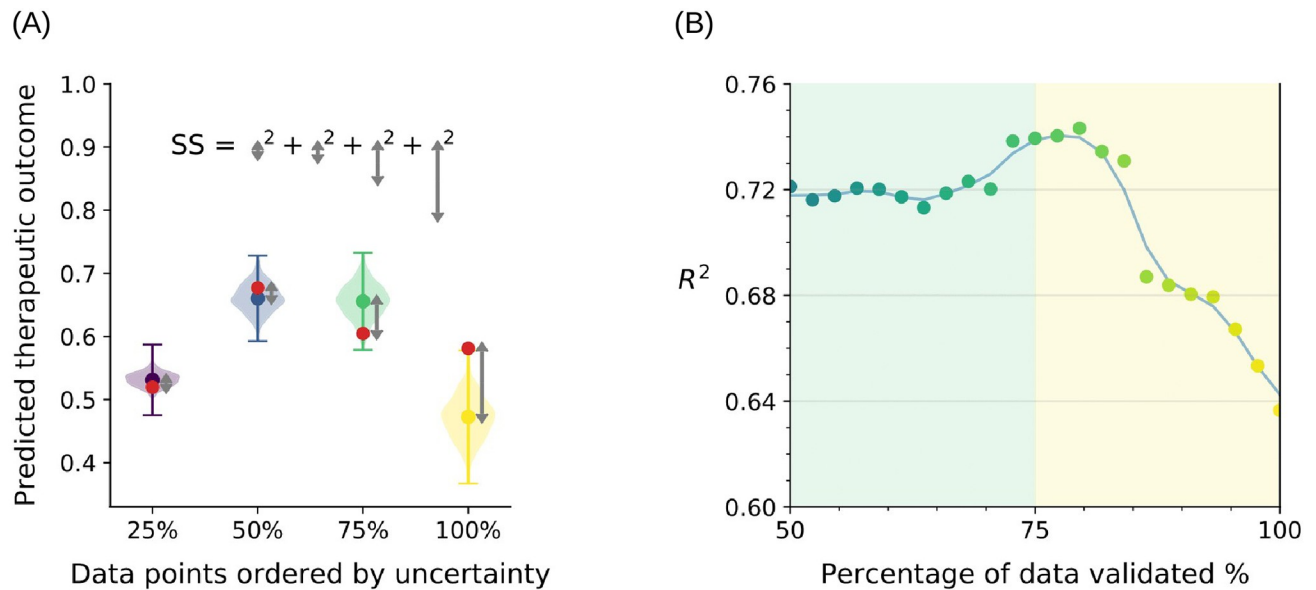 (A)
Predicted therapeutic outcome
1.0
0.9
0.8
0.7
0.6
0.5
0.4
SS = ² + ² + ² + ²
25% 50% 75% 100%
Data points ordered by uncertainty
(B)
R²
0.76
0.72
0.68
0.64
0.60
50 75 100
Percentage of data validated %